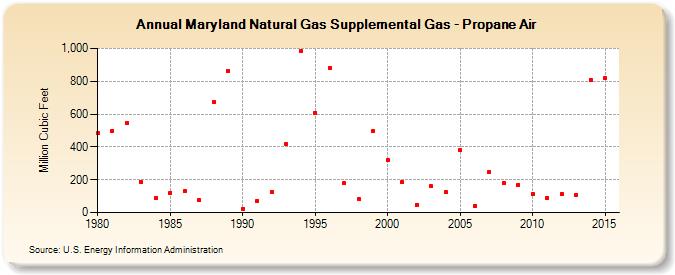 Annual Maryland Natural Gas Supplemental Gas - Propane Air
Million Cubic Feet
1,000
800
600
400
200
0
1980 1985 1990 1995 2000 2005 2010 2015
Source: U.S. Energy Information Administration